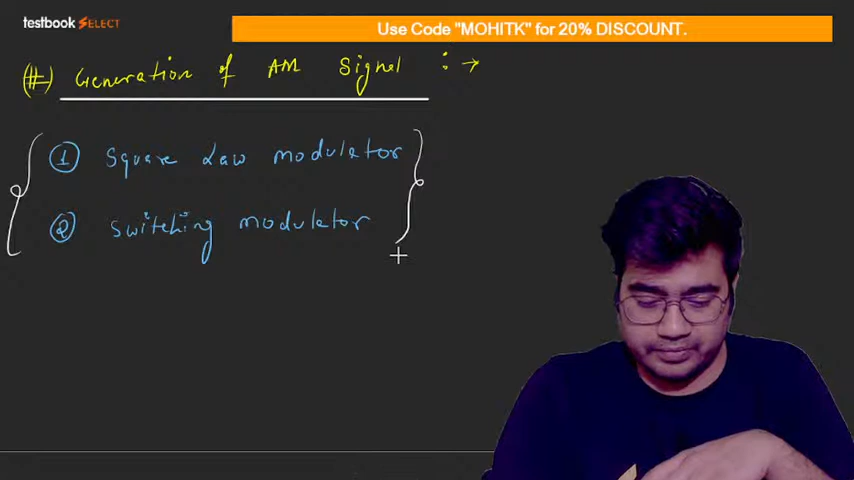 testbook SELECT
Use Code "MOHITK" for 20% DISCOUNT.
(#) Generation of AM Signal :→
① Square Law modulator
② Switching modulator